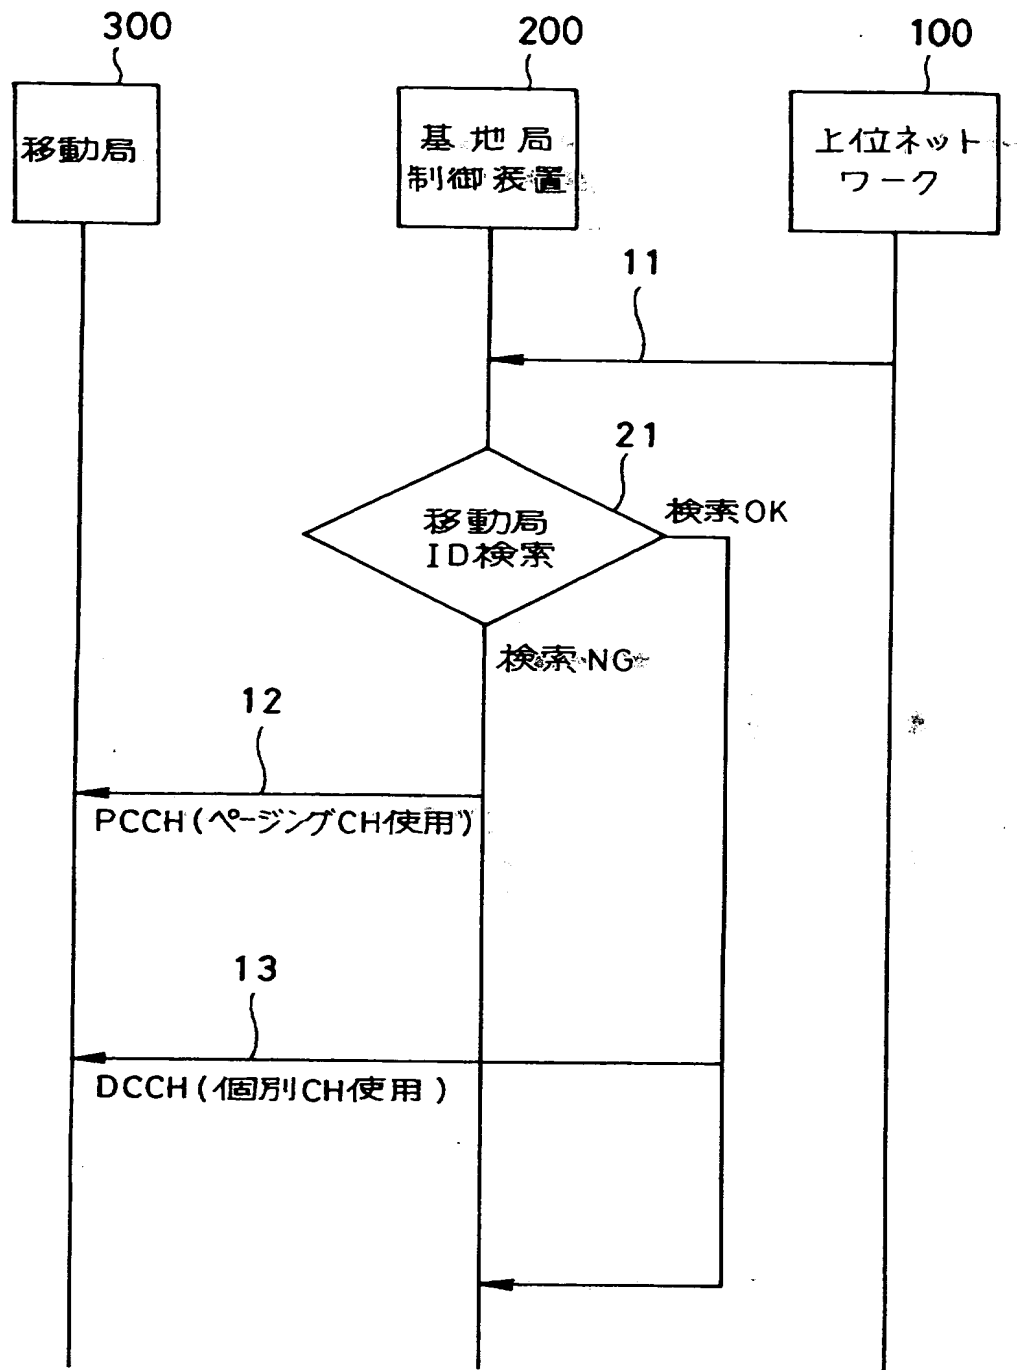 300
200
100
移動局
基地局
制御装置
上位ネット
ワーク
11
21
検索OK
移動局
ID検索
検索NG
12
PCCH(ページングCH使用)
13
DCCH(個別CH使用)